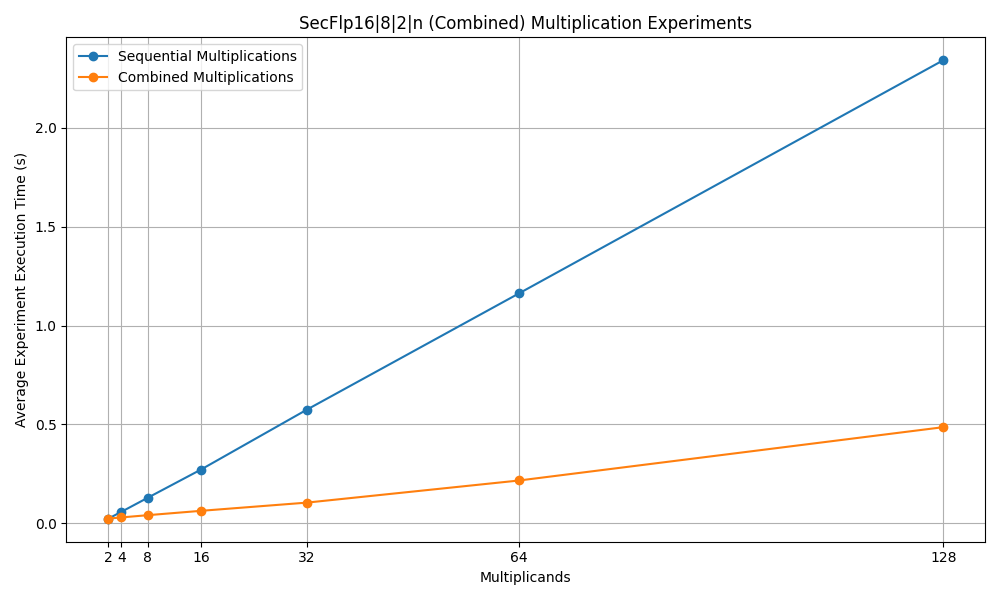 SecFlp16|8|2|n (Combined) Multiplication Experiments
Sequential Multiplications
Combined Multiplications
Average Experiment Execution Time (s)
2.0
1.5
1.0
0.5
0.0
2 4 8 16 32 64 128
Multiplicands